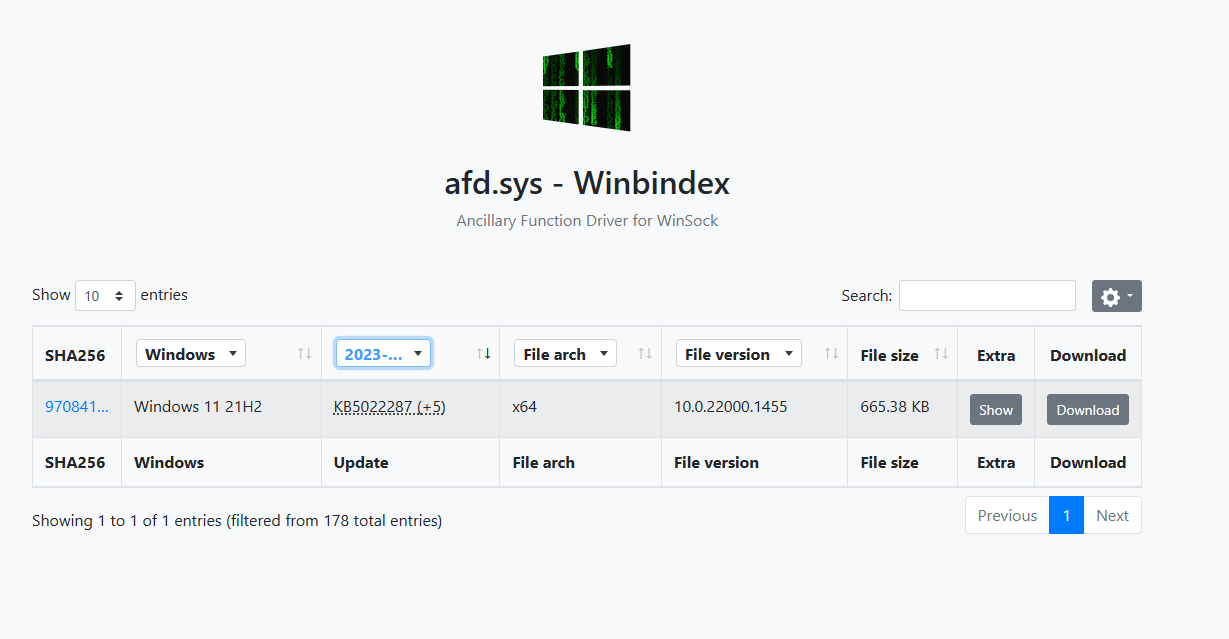 afd.sys - Winbindex
Ancillary Function Driver for WinSock
Show 10 entries
Search:
SHA256 Windows 2023-... File arch File version File size Extra Download
970841... Windows 11 21H2 KB5022287 (+5) x64 10.0.22000.1455 665.38 KB Show Download
SHA256 Windows Update File arch File version File size Extra Download
Showing 1 to 1 of 1 entries (filtered from 178 total entries)
Previous 1 Next